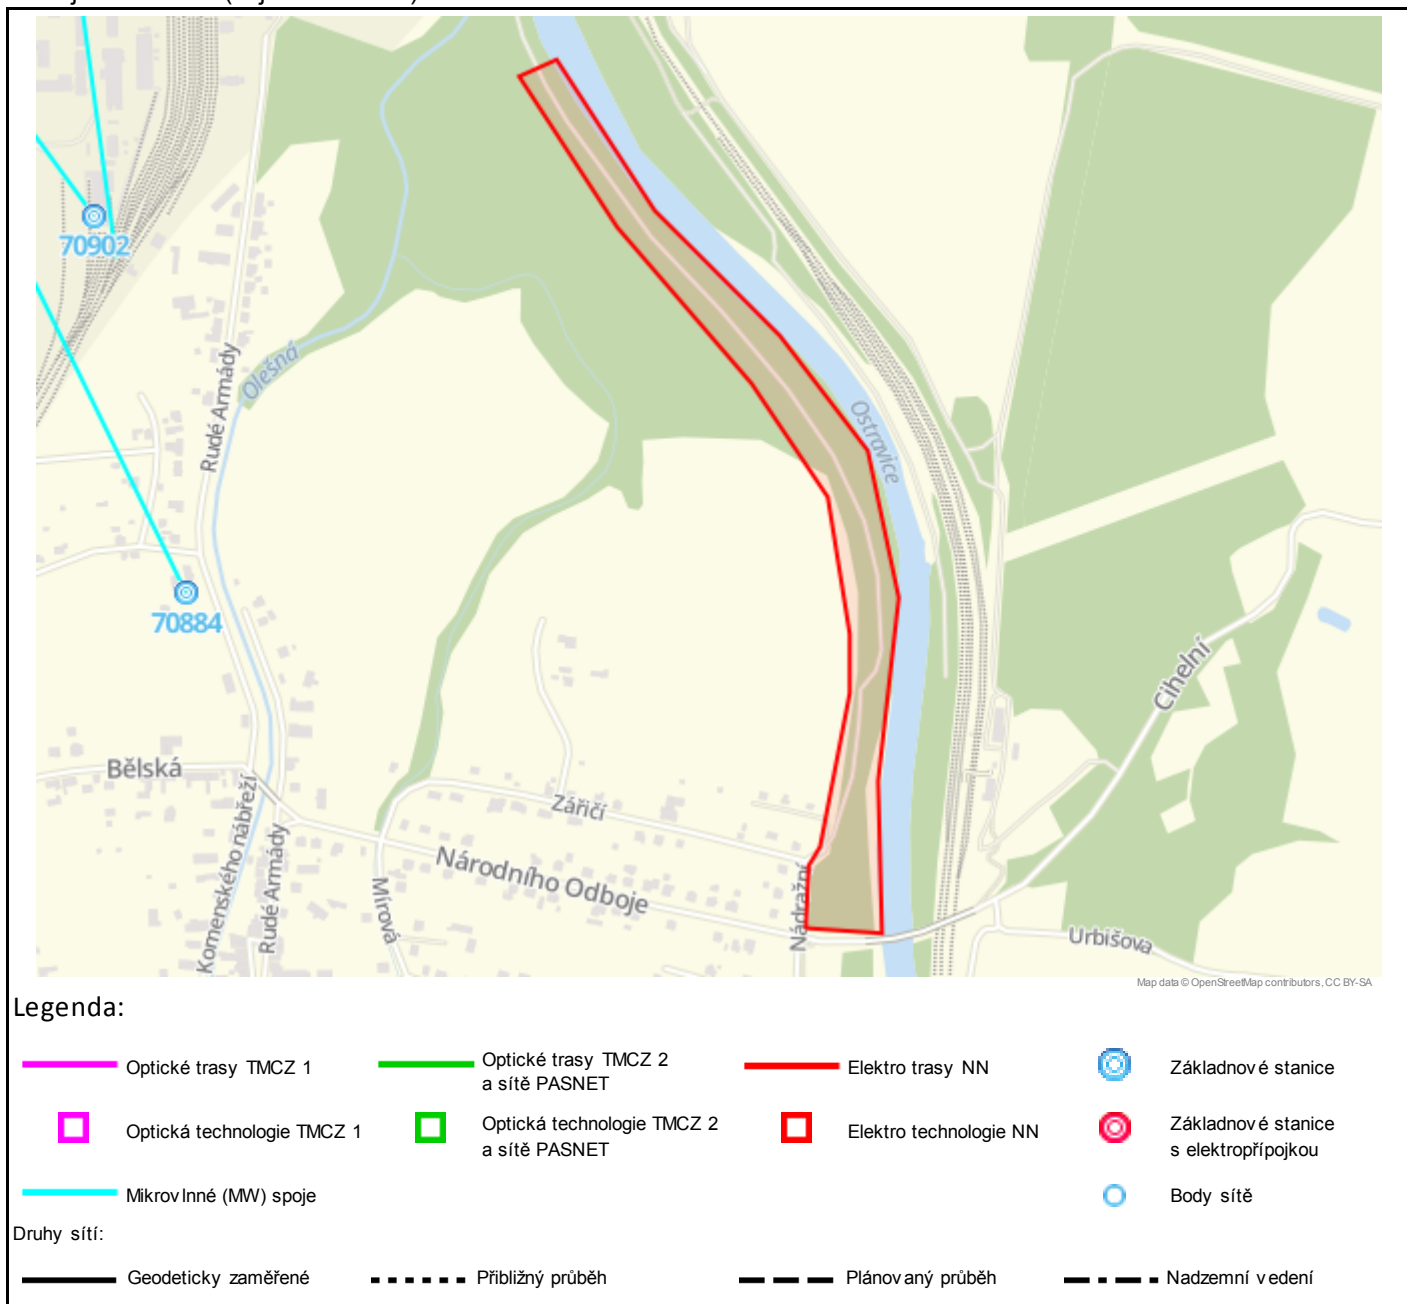 70902
Rudé Armády
Olešná
Ostravice
70884
Cihelní
Bělská
Zářičí
Komenského nábřeží
Rudé Armády
Mírová
Národního Odboje
Nádražní
Urbišova
Map data © OpenStreetMap contributors, CC BY-SA
Legenda:
Optické trasy TMCZ 1
Optické trasy TMCZ 2
a sítě PASNET
Elektro trasy NN
Základnové stanice
Optická technologie TMCZ 1
Optická technologie TMCZ 2
a sítě PASNET
Elektro technologie NN
Základnové stanice
s elektropřípojkou
Mikrovlnné (MW) spoje
Body sítě
Druhy sítí:
Geodeticky zaměřené
Přibližný průběh
Plánovaný průběh
Nadzemní vedení